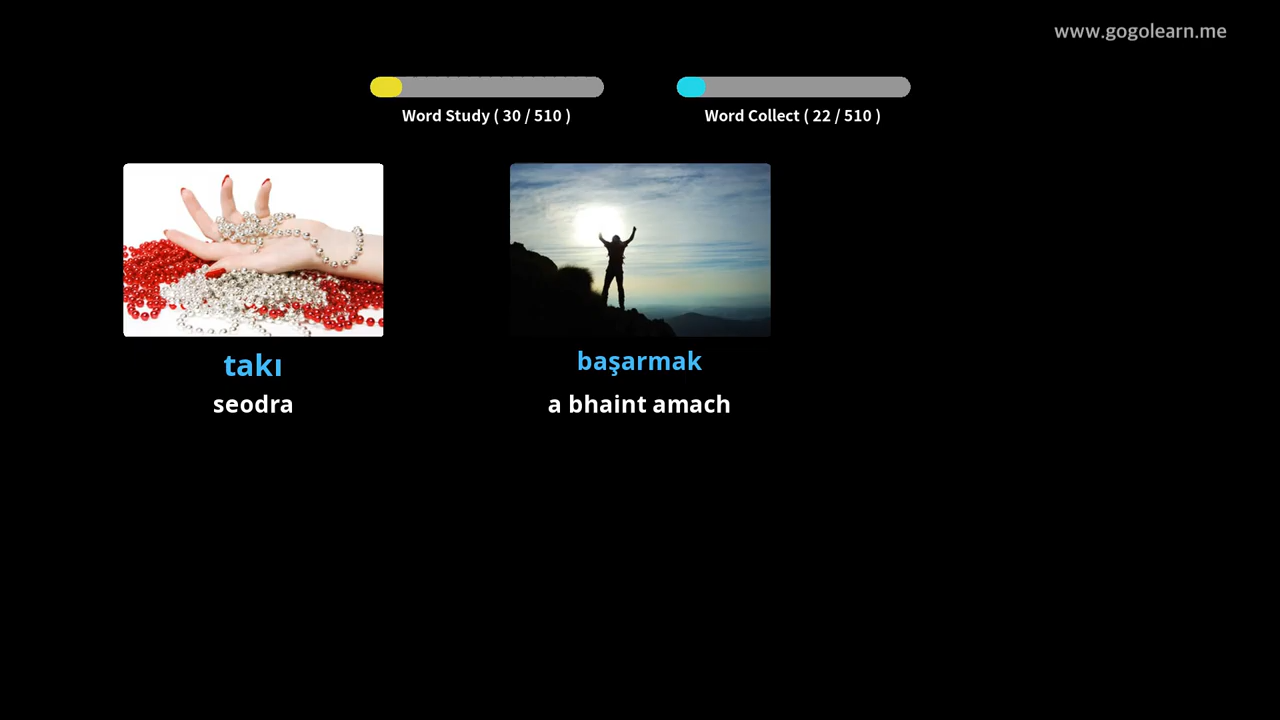 www.gogolearn.me
Word Study ( 30 / 510 )
Word Collect ( 22 / 510 )
takı
seodra
başarmak
a bhaint amach